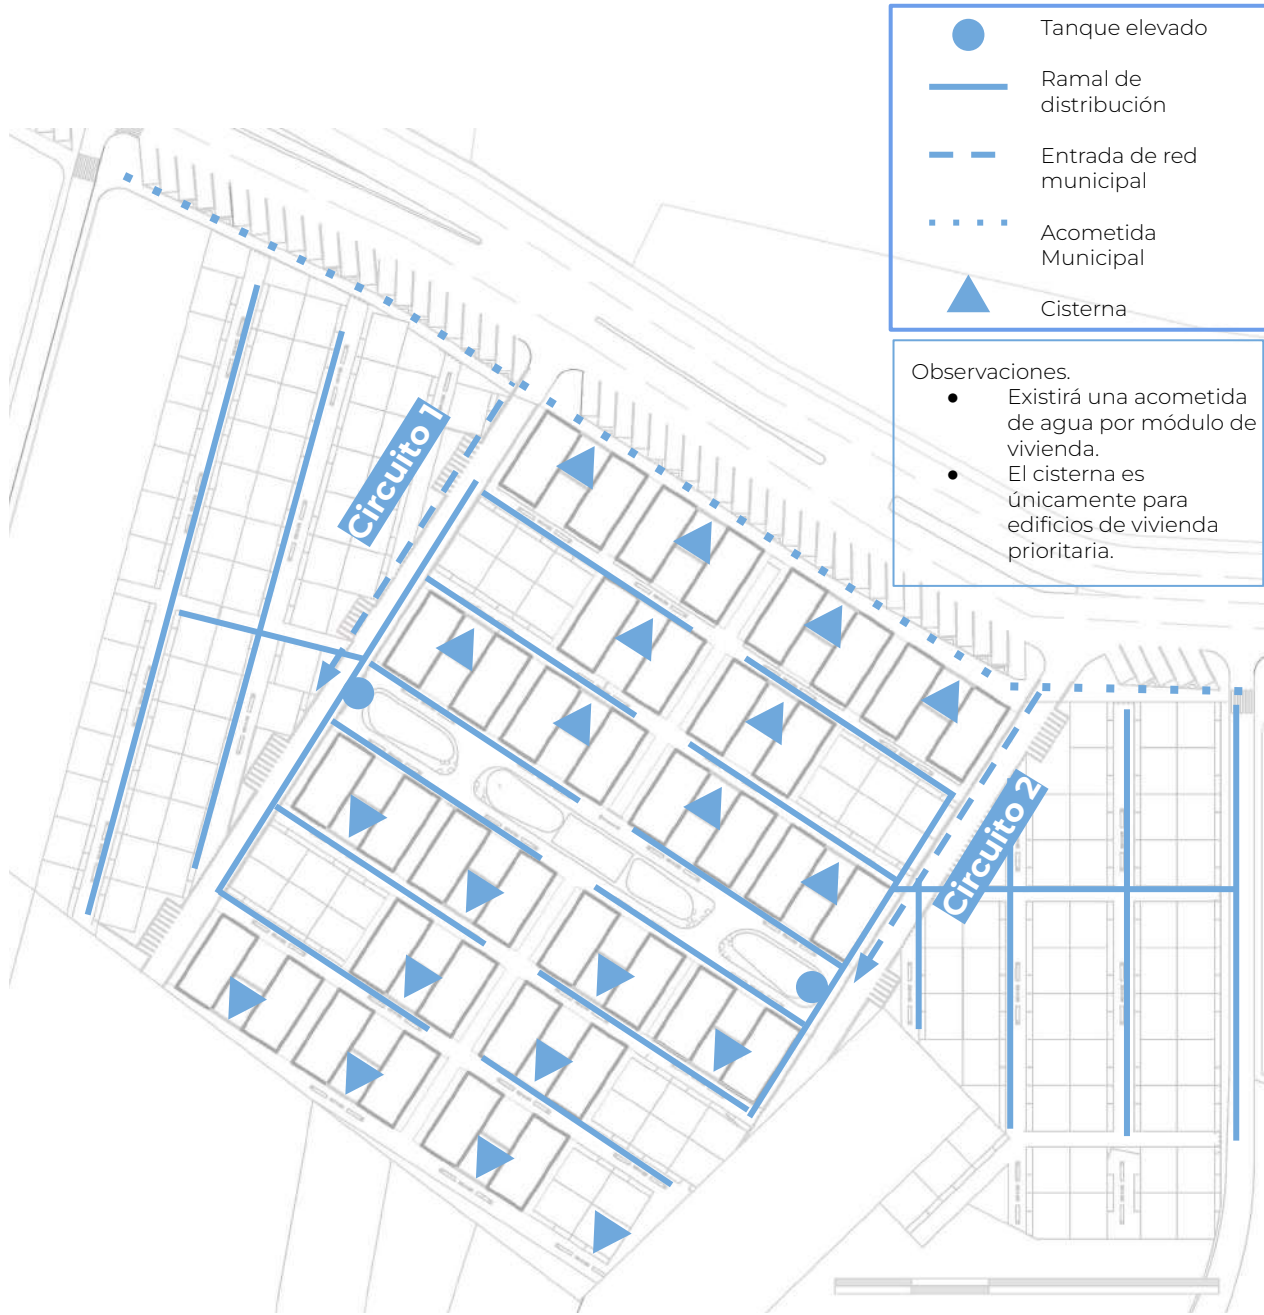 Tanque elevado
Ramal de
distribución
Entrada de red
municipal
Acometida
Municipal
Cisterna
Observaciones.
● Existirá una acometida
de agua por módulo de
vivienda.
● El cisterna es
únicamente para
edificios de vivienda
prioritaria.
Circuito 1
Circuito 2